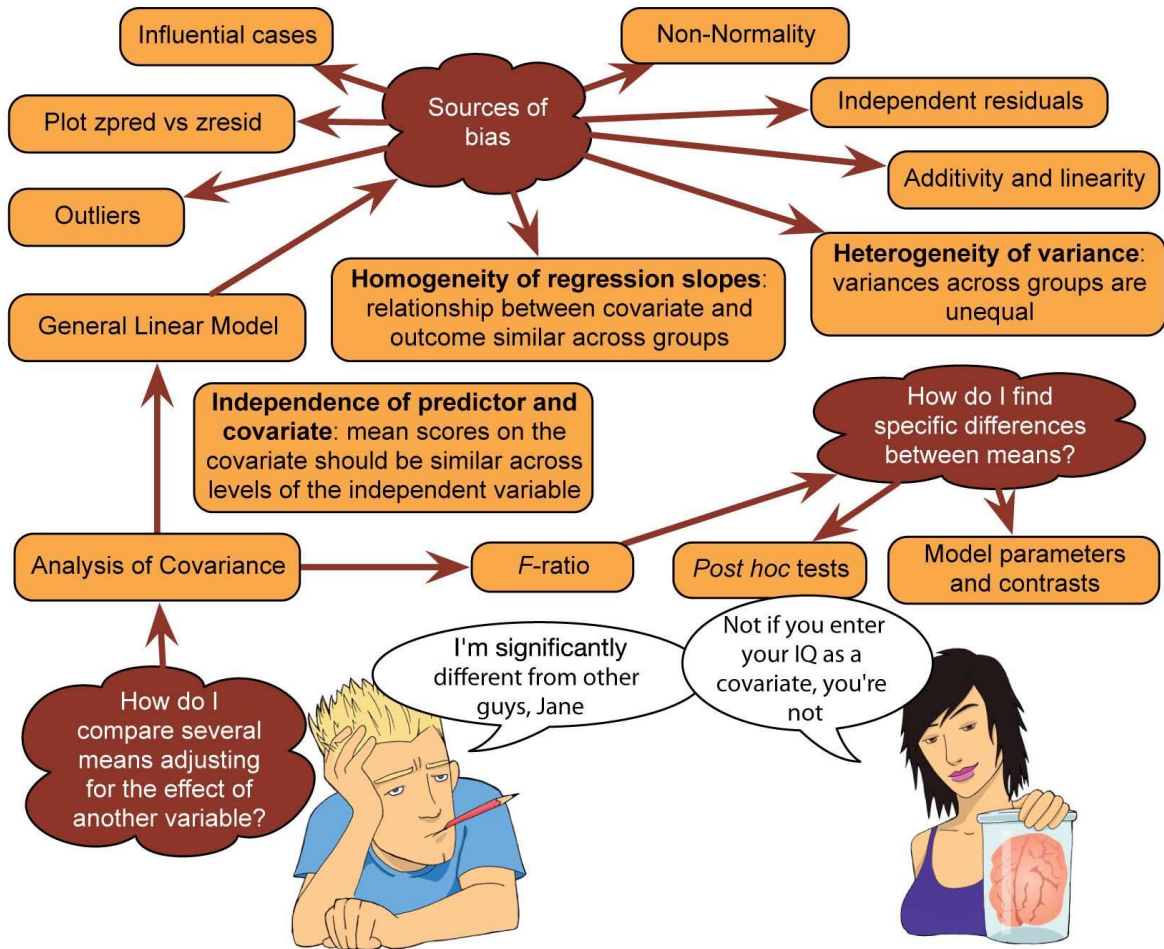 Influential cases
Non-Normality
Sources of
bias
Plot zpred vs zresid
Independent residuals
Outliers
Additivity and linearity
General Linear Model
Homogeneity of regression slopes:
relationship between covariate and
outcome similar across groups
Heterogeneity of variance:
variances across groups are
unequal
Independence of predictor and
covariate: mean scores on the
covariate should be similar across
levels of the independent variable
How do I find
specific differences
between means?
Analysis of Covariance
F-ratio
Post hoc tests
Model parameters
and contrasts
How do I
compare several
means adjusting
for the effect of
another variable?
I'm significantly
different from other
guys, Jane
Not if you enter
your IQ as a
covariate, you're
not